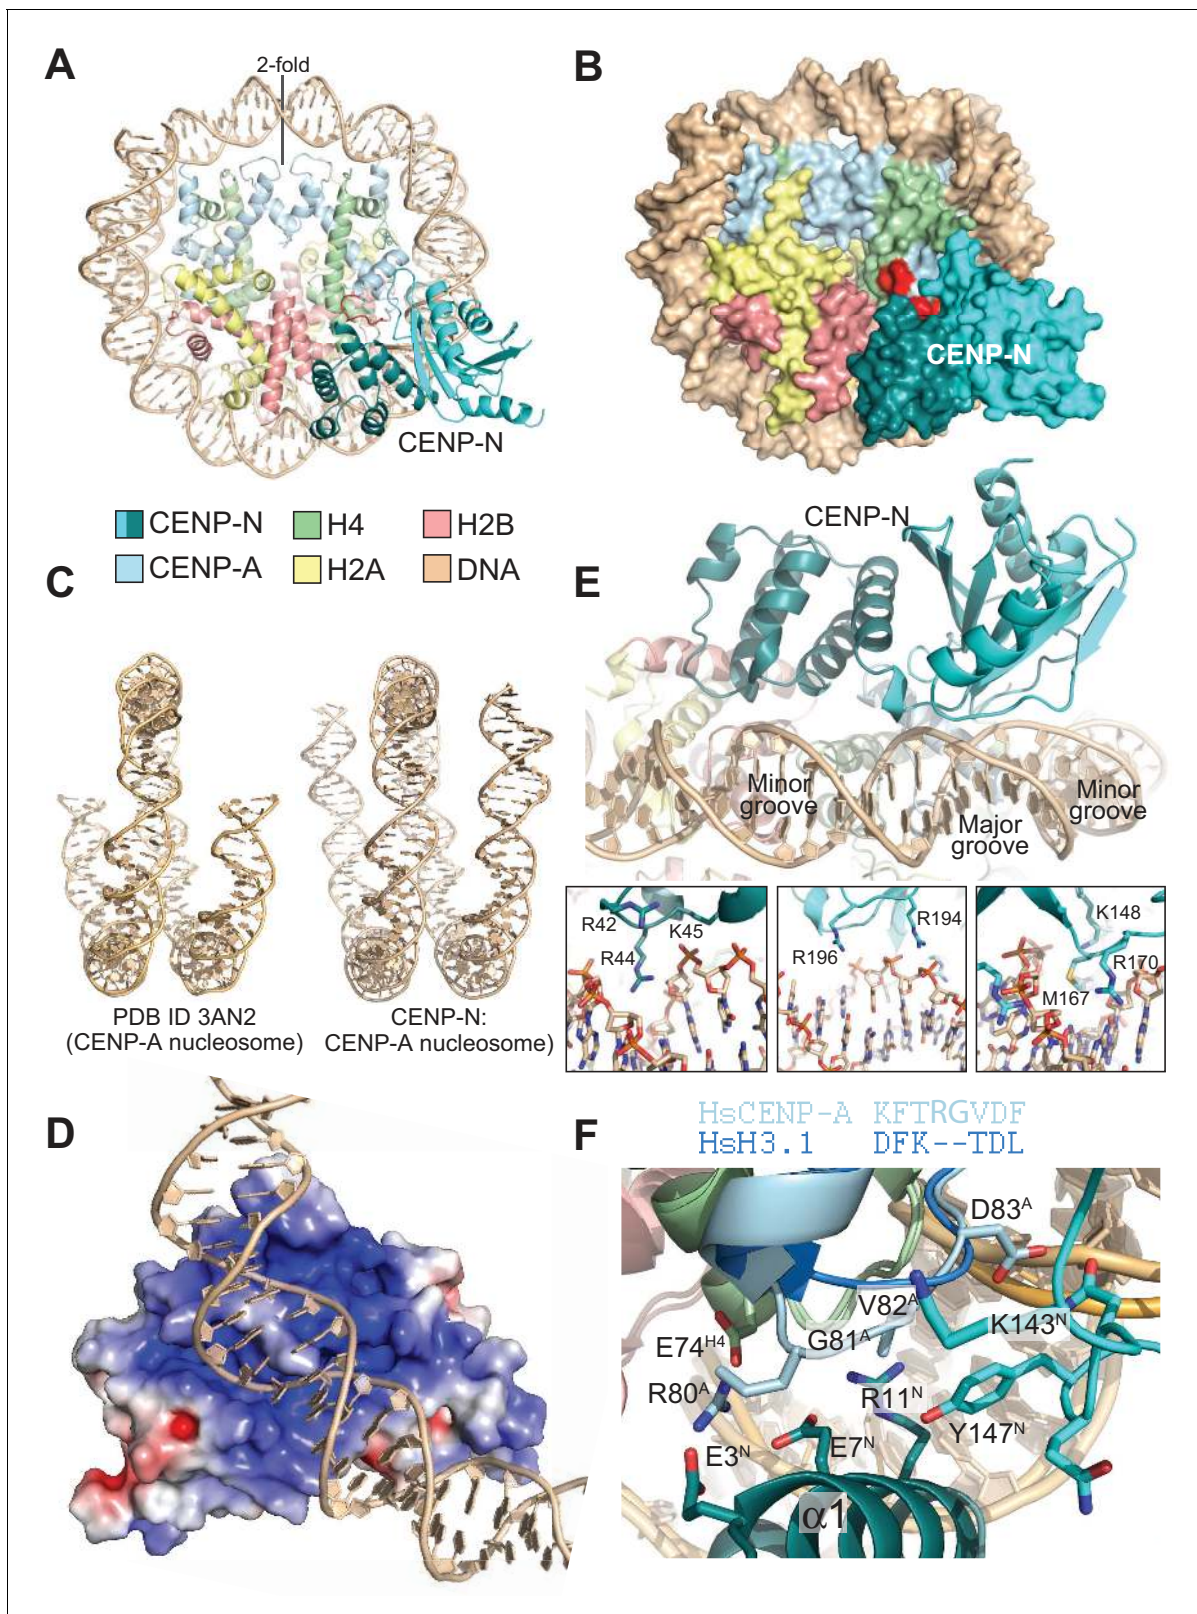 A
2-fold
CENP-N
B
CENP-N
CENP-N
H4
H2B
CENP-A
H2A
DNA
C
PDB ID 3AN2
(CENP-A nucleosome)
CENP-N:
CENP-A nucleosome)
E
CENP-N
Minor
groove
Major
groove
Minor
groove
R42
K45
R44
R194
R196
K148
R170
M167
D
F
HsCENP-A KFTRGVDF
HsH3.1 DFK--TDL
D83ᴬ
V82ᴬ
K143ᴺ
G81ᴬ
E74ᴴ⁴
R80ᴬ
R11ᴺ
Y147ᴺ
E7ᴺ
E3ᴺ
α1